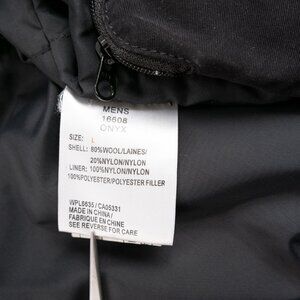 MENS
16608
ONYX
SIZE: L
SHELL: 80%WOOL/LAINES/
20%NYLON/NYLON
LINER: 100%NYLON/NYLON
100%POLYESTER/POLYESTER FILLER
WPL6635 / CA05331
MADE IN CHINA/
FABRIQUE EN CHINE
SEE REVERSE FOR CARE